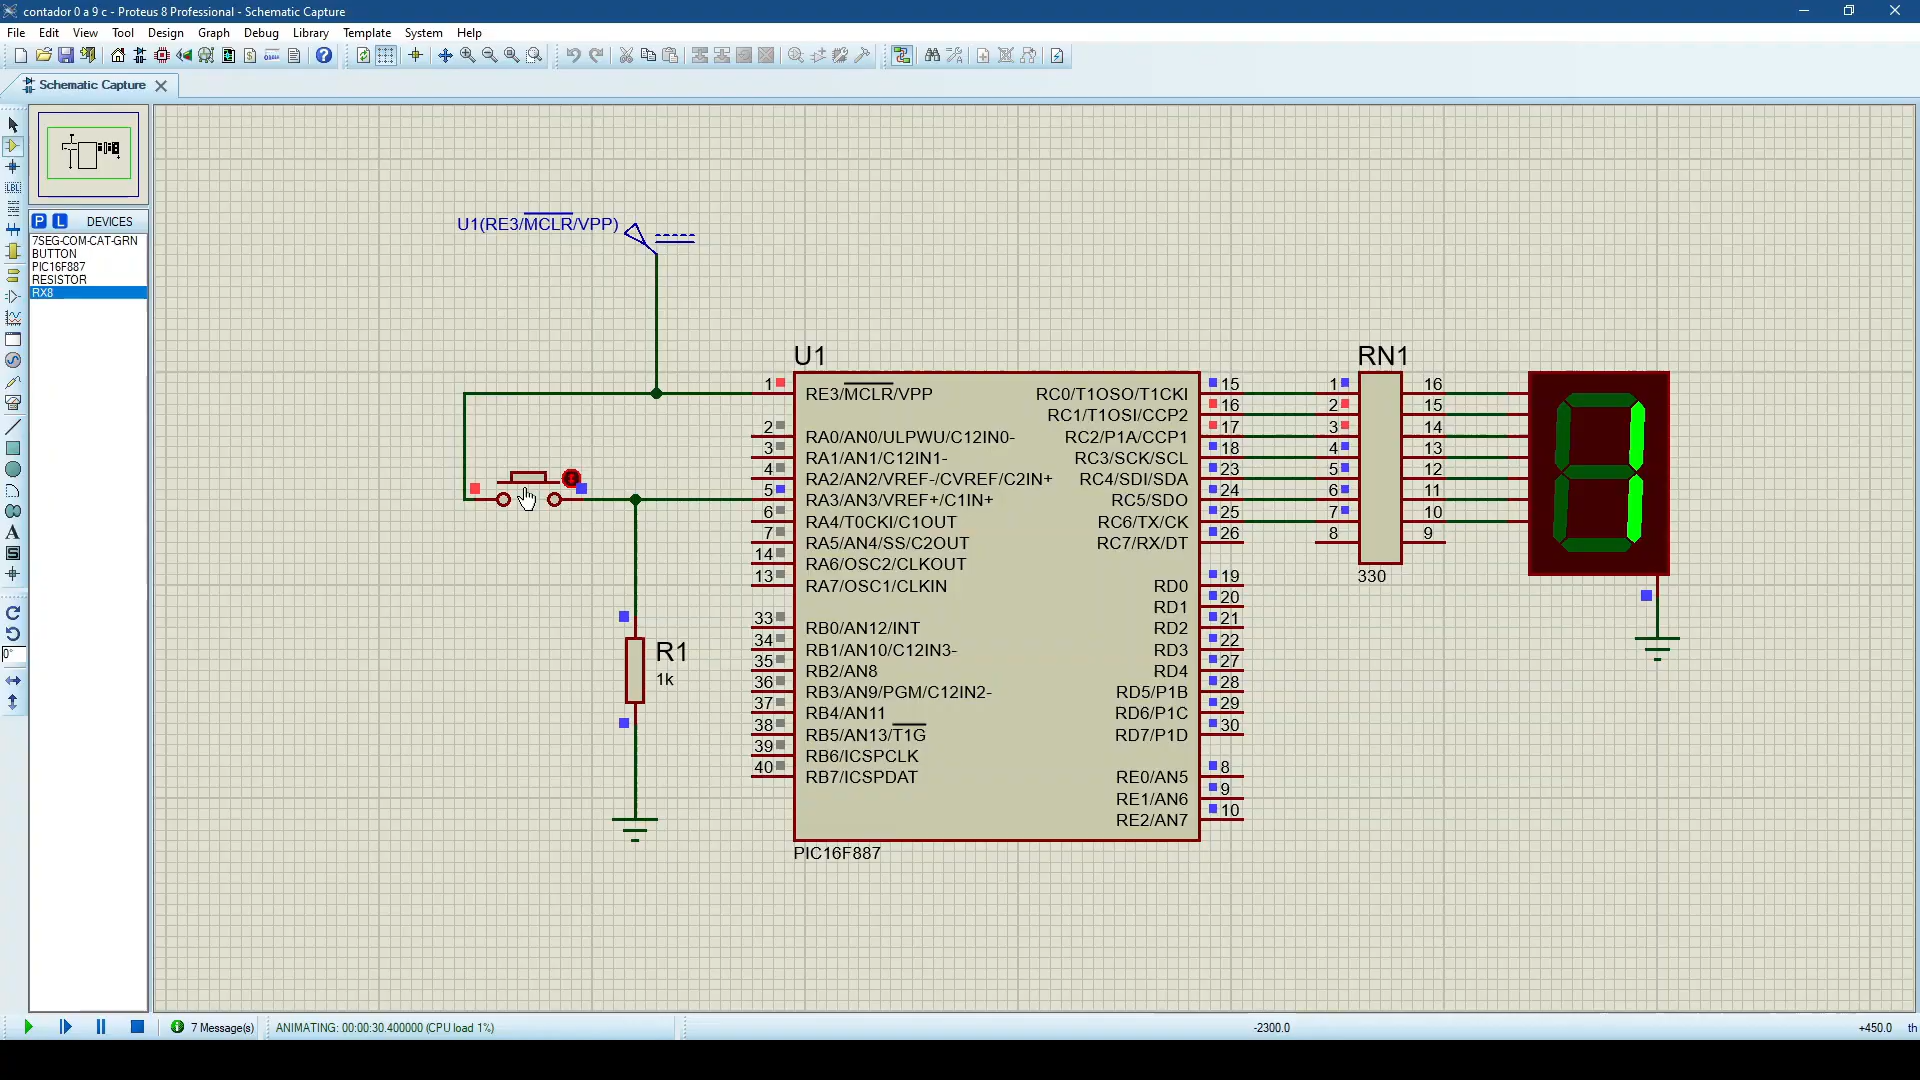 contador 0 a 9 c - Proteus 8 Professional - Schematic Capture
File Edit View Tool Design Graph Debug Library Template System Help
Schematic Capture
P L DEVICES
7SEG-COM-CAT-GRN
BUTTON
PIC16F887
RESISTOR
RX8
LBL
A
S
0°
U1(RE3/MCLR/VPP)
U1
1 RE3/MCLR/VPP
2 RA0/AN0/ULPWU/C12IN0-
3 RA1/AN1/C12IN1-
4 RA2/AN2/VREF-/CVREF/C2IN+
5 RA3/AN3/VREF+/C1IN+
6 RA4/T0CKI/C1OUT
7 RA5/AN4/SS/C2OUT
14 RA6/OSC2/CLKOUT
13 RA7/OSC1/CLKIN
33 RB0/AN12/INT
34 RB1/AN10/C12IN3-
35 RB2/AN8
36 RB3/AN9/PGM/C12IN2-
37 RB4/AN11
38 RB5/AN13/T1G
39 RB6/ICSPCLK
40 RB7/ICSPDAT
RC0/T1OSO/T1CKI 15
RC1/T1OSI/CCP2 16
RC2/P1A/CCP1 17
RC3/SCK/SCL 18
RC4/SDI/SDA 23
RC5/SDO 24
RC6/TX/CK 25
RC7/RX/DT 26
RD0 19
RD1 20
RD2 21
RD3 22
RD4 27
RD5/P1B 28
RD6/P1C 29
RD7/P1D 30
RE0/AN5 8
RE1/AN6 9
RE2/AN7 10
PIC16F887
R1
1k
RN1
1 16
2 15
3 14
4 13
5 12
6 11
7 10
8 9
330
7 Message(s) ANIMATING: 00:00:30.400000 (CPU load 1%) -2300.0 +450.0 th